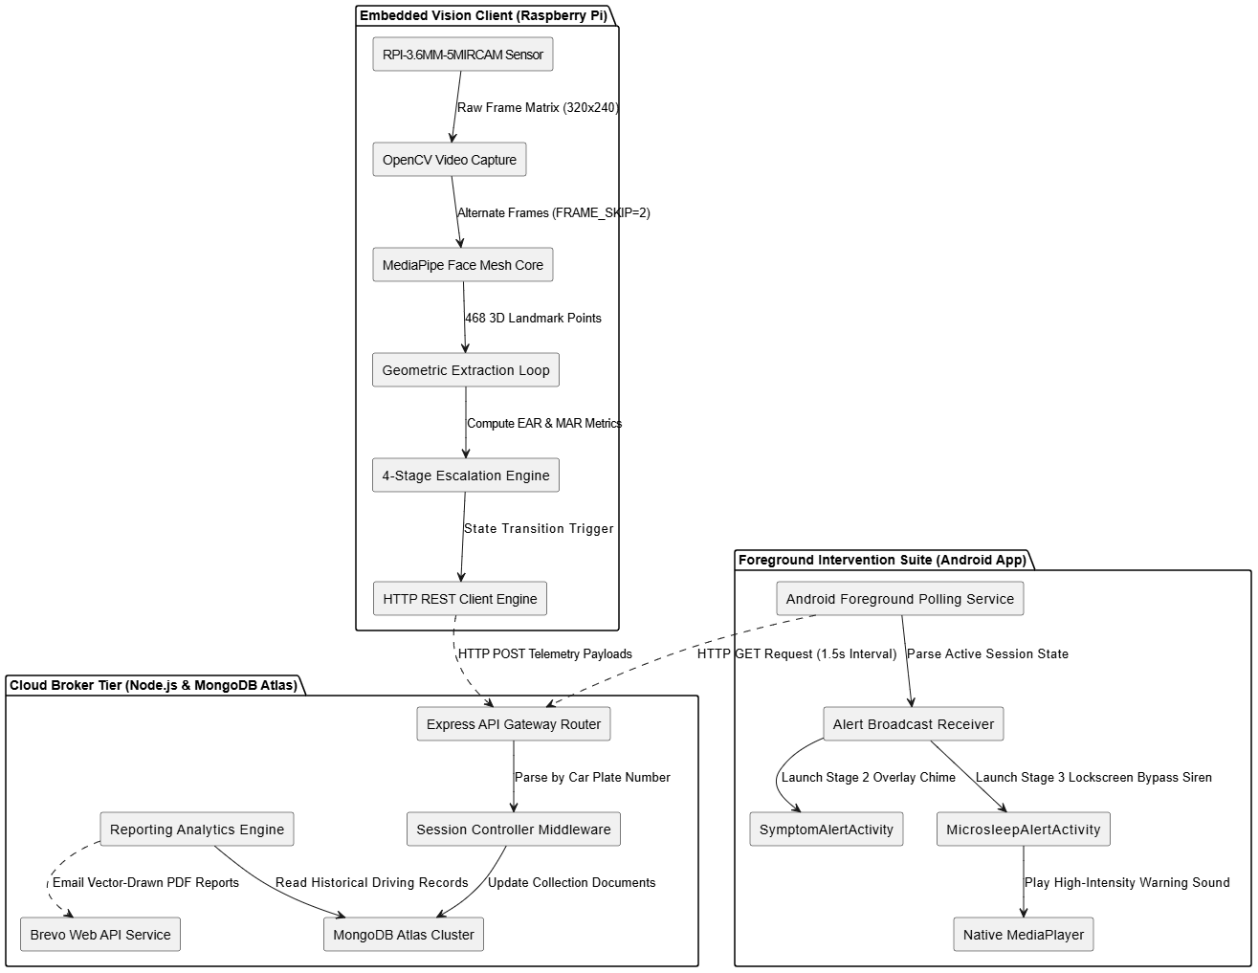 Embedded Vision Client (Raspberry Pi)
RPI-3.6MM-5MIRCAM Sensor
Raw Frame Matrix (320x240)
OpenCV Video Capture
Alternate Frames (FRAME_SKIP=2)
MediaPipe Face Mesh Core
468 3D Landmark Points
Geometric Extraction Loop
Compute EAR & MAR Metrics
4-Stage Escalation Engine
State Transition Trigger
HTTP REST Client Engine
HTTP POST Telemetry Payloads
Foreground Intervention Suite (Android App)
Android Foreground Polling Service
HTTP GET Request (1.5s Interval)
Parse Active Session State
Alert Broadcast Receiver
Launch Stage 2 Overlay Chime
Launch Stage 3 Lockscreen Bypass Siren
SymptomAlertActivity
MicrosleepAlertActivity
Play High-Intensity Warning Sound
Native MediaPlayer
Cloud Broker Tier (Node.js & MongoDB Atlas)
Express API Gateway Router
Parse by Car Plate Number
Reporting Analytics Engine
Session Controller Middleware
Email Vector-Drawn PDF Reports
Read Historical Driving Records
Update Collection Documents
Brevo Web API Service
MongoDB Atlas Cluster